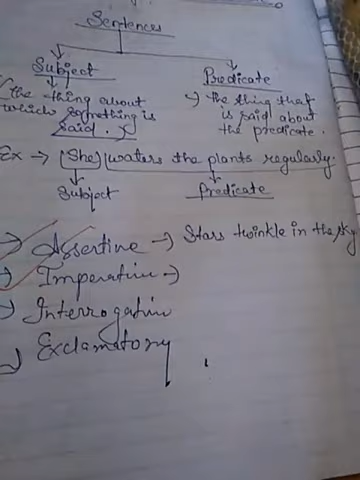 Sentences
Subject
Predicate
(the thing about
which something is
said.)
→ the thing that
is said about
the predicate.
Ex → (She) waters the plants regularly.
Subject
Predicate
→ Assertive → Stars twinkle in the sky
→ Imperative →
→ Interrogative
→ Exclamatory